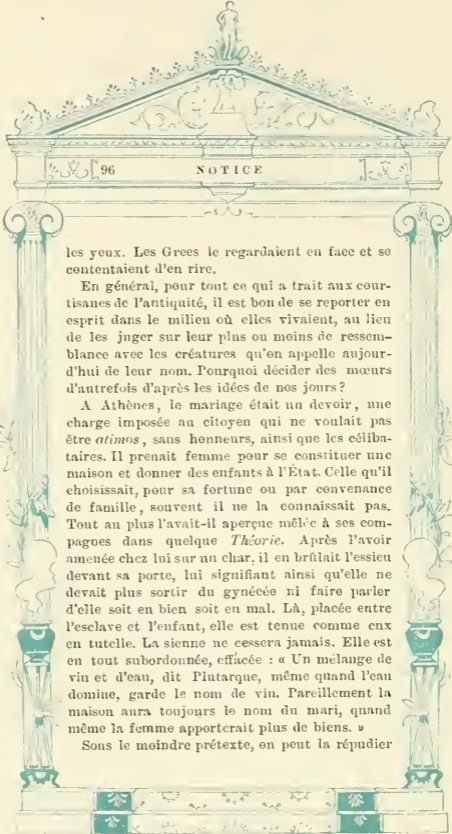 96 NOTICE
les yeux. Les Grecs le regardaient en face et se
contentaient d'en rire.
En général, pour tout ce qui a trait aux cour-
tisanes de l'antiquité, il est bon de se reporter en
esprit dans le milieu où elles vivaient, au lieu
de les juger sur leur plus ou moins de ressem-
blance avec les créatures qu'on appelle aujour-
d'hui de leur nom. Pourquoi décider des mœurs
d'autrefois d'après les idées de nos jours ?
A Athènes, le mariage était un devoir, une
charge imposée au citoyen qui ne voulait pas
être atimos, sans honneurs, ainsi que les céliba-
taires. Il prenait femme pour se constituer une
maison et donner des enfants à l'État. Celle qu'il
choisissait, pour sa fortune ou par convenance
de famille, souvent il ne la connaissait pas.
Tout au plus l'avait-il aperçue mêlée à ses com-
pagnes dans quelque Théorie. Après l'avoir
amenée chez lui sur un char, il en brûlait l'essieu
devant sa porte, lui signifiant ainsi qu'elle ne
devait plus sortir du gynécée ni faire parler
d'elle soit en bien soit en mal. Là, placée entre
l'esclave et l'enfant, elle est tenue comme eux
en tutelle. La sienne ne cessera jamais. Elle est
en tout subordonnée, effacée : « Un mélange de
vin et d'eau, dit Plutarque, même quand l'eau
domine, garde le nom de vin. Pareillement la
maison aura toujours le nom du mari, quand
même la femme apporterait plus de biens. »
Sous le moindre prétexte, on peut la répudier